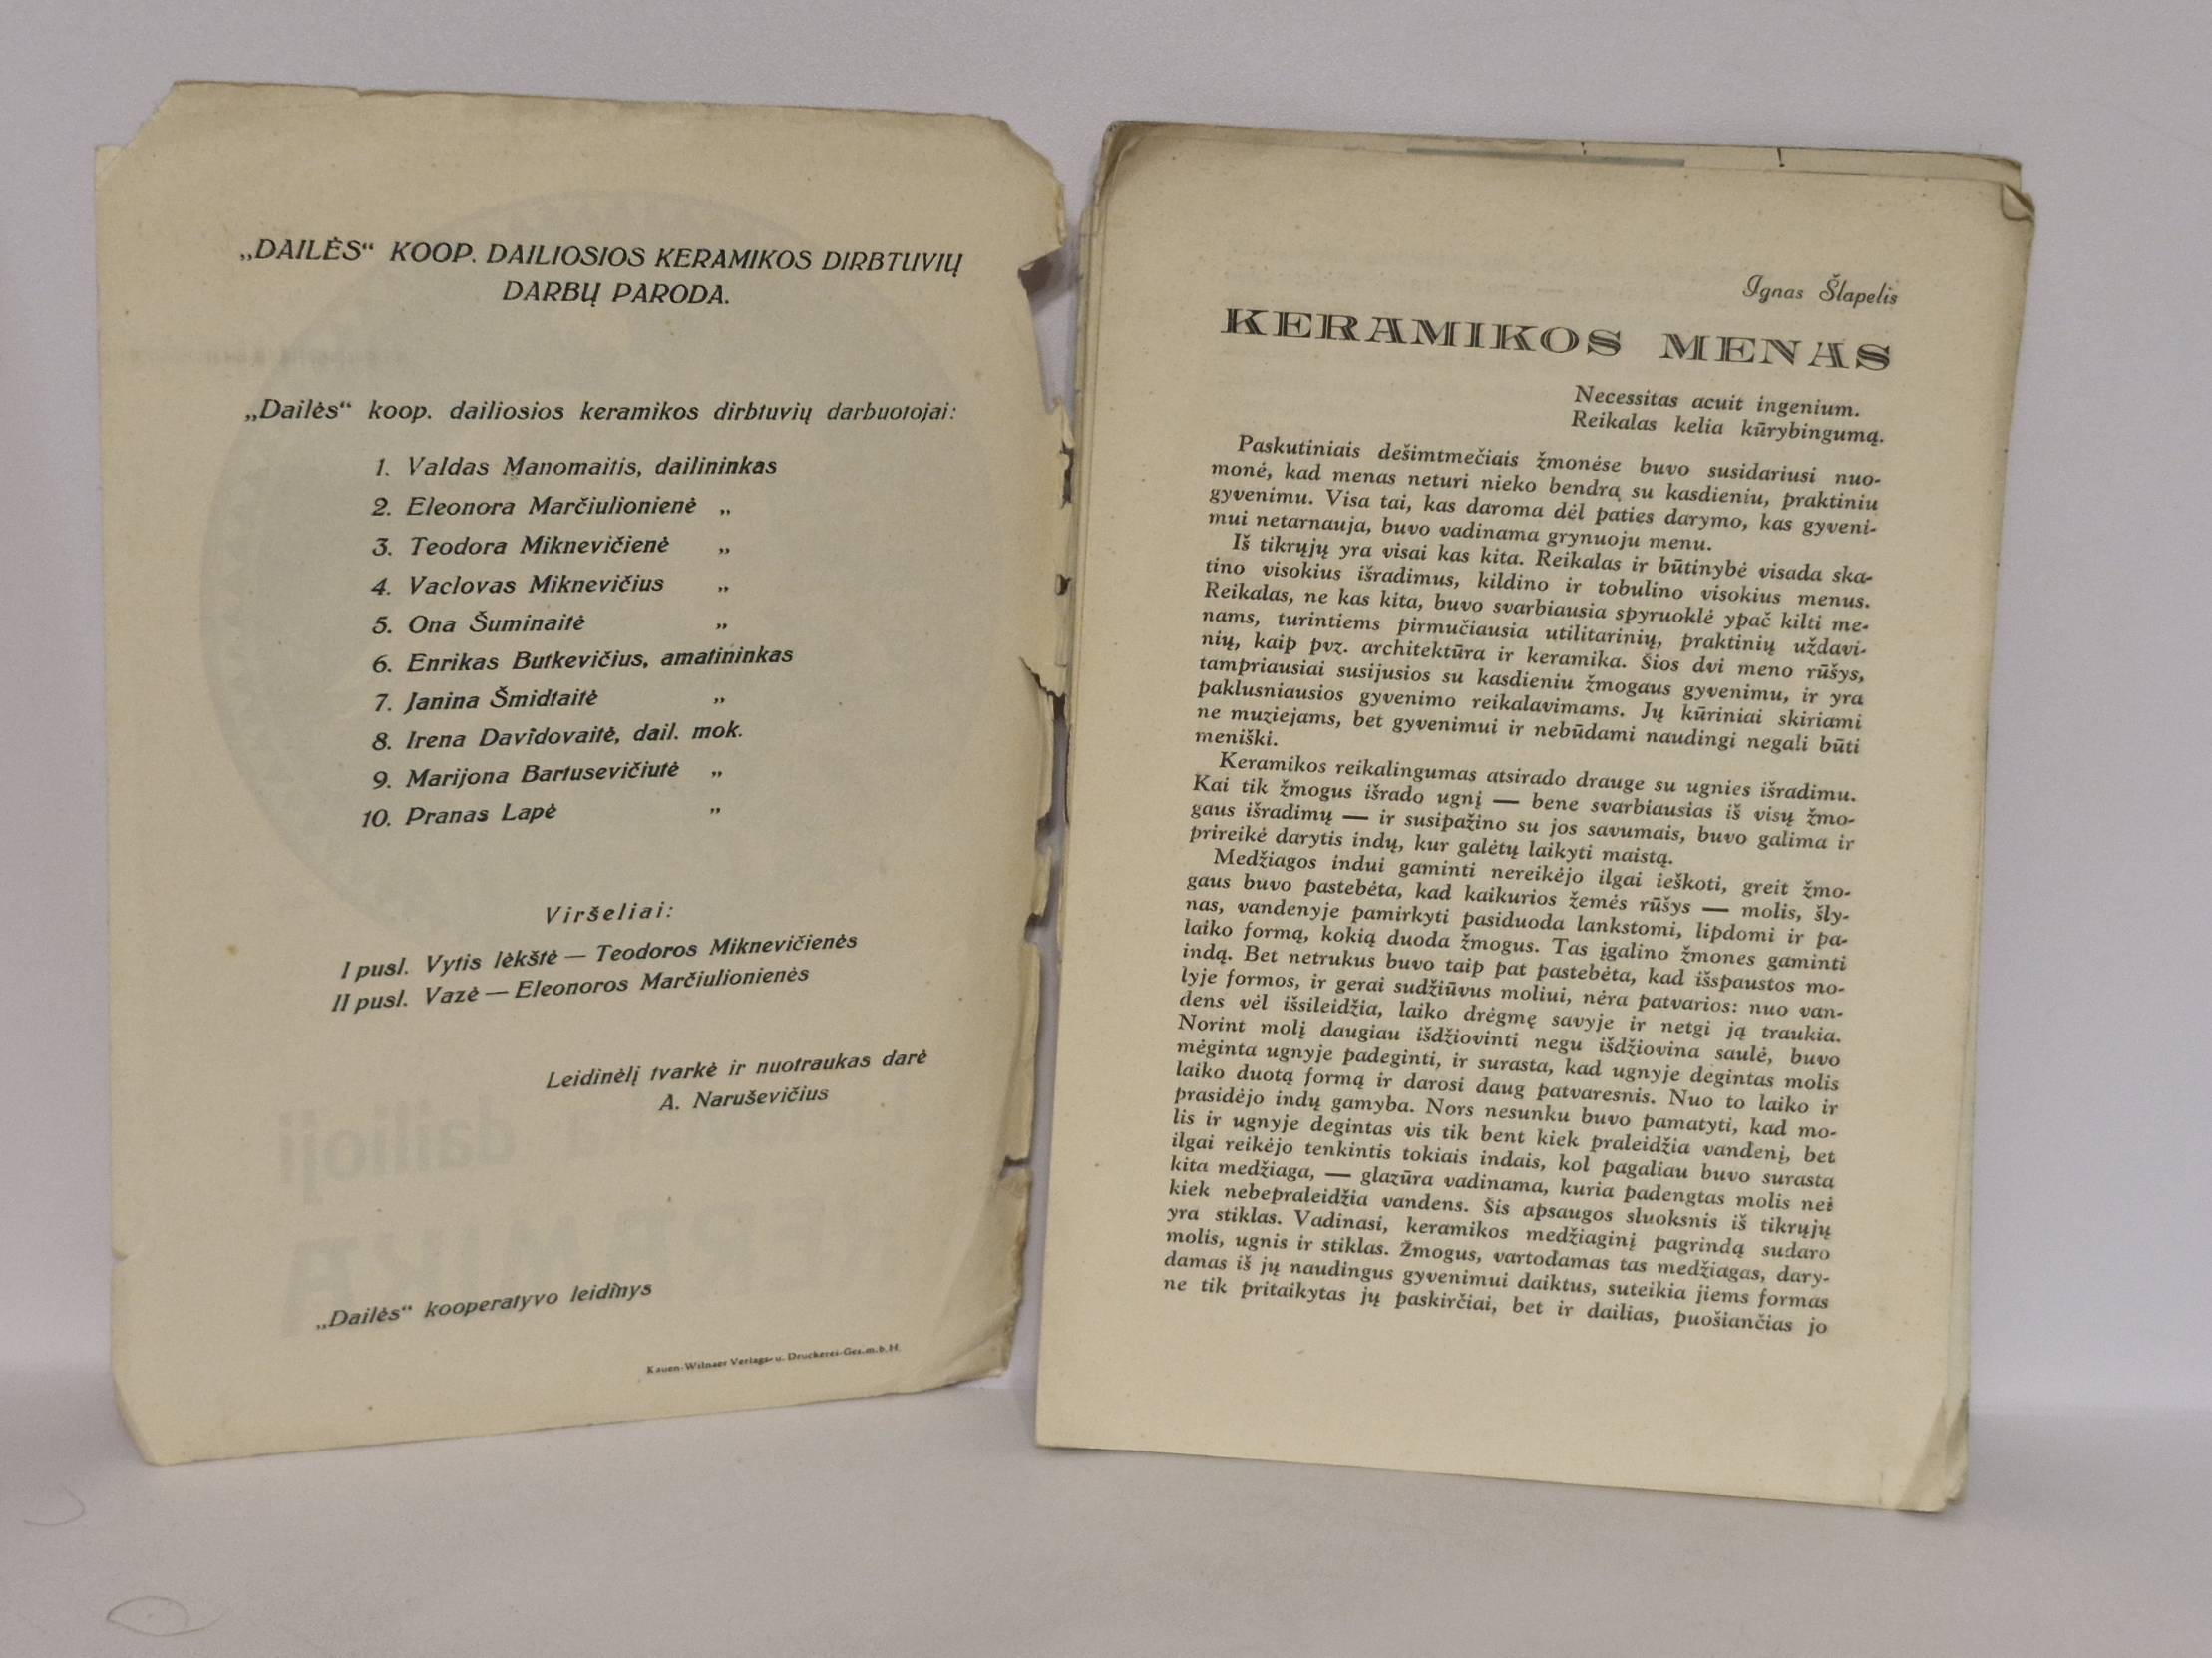 „DAILĖS“ KOOP. DAILIOSIOS KERAMIKOS DIRBTUVIŲ
DARBŲ PARODA.
„Dailės“ koop. dailiosios keramikos dirbtuvių darbuotojai:
1. Valdas Manomaitis, dailininkas
2. Eleonora Marčiulionienė „
3. Teodora Miknevičienė „
4. Vaclovas Miknevičius „
5. Ona Šuminaitė „
6. Enrikas Butkevičius, amatininkas
7. Janina Šmidtaitė „
8. Irena Davidovaitė, dail. mok.
9. Marijona Bartusevičiutė „
10. Pranas Lapė „
Viršeliai:
I pusl. Vytis lėkštė — Teodoros Miknevičienės
II pusl. Vazė — Eleonoros Marčiulionienės
Leidinėlį tvarkė ir nuotraukas darė
A. Naruševičius
„Dailės“ kooperatyvo leidinys
Kauen-Wilnaer Verlags- u. Druckerei-Ges.m.b.H.
Ignas Šlapelis
KERAMIKOS MENAS
Necessitas acuit ingenium.
Reikalas kelia kūrybingumą.
Paskutiniais dešimtmečiais žmonėse buvo susidariusi nuo-
monė, kad menas neturi nieko bendra su kasdieniu, praktiniu
gyvenimu. Visa tai, kas daroma dėl paties darymo, kas gyveni-
mui netarnauja, buvo vadinama grynuoju menu.
Iš tikrųjų yra visai kas kita. Reikalas ir būtinybė visada ska-
tino visokius išradimus, kildino ir tobulino visokius menus.
Reikalas, ne kas kita, buvo svarbiausia spyruoklė ypač kilti me-
nams, turintiems pirmučiausia utilitarinių, praktinių uždavi-
nių, kaip pvz. architektūra ir keramika. Šios dvi meno rūšys,
tampriausiai susijusios su kasdieniu žmogaus gyvenimu, ir yra
paklusniausios gyvenimo reikalavimams. Jų kūriniai skiriami
ne muziejams, bet gyvenimui ir nebūdami naudingi negali būti
meniški.
Keramikos reikalingumas atsirado drauge su ugnies išradimu.
Kai tik žmogus išrado ugnį — bene svarbiausias iš visų žmo-
gaus išradimų — ir susipažino su jos savumais, buvo galima ir
prireikė darytis indų, kur galėtų laikyti maistą.
Medžiagos indui gaminti nereikėjo ilgai ieškoti, greit žmo-
gaus buvo pastebėta, kad kaikurios žemės rūšys — molis, šly-
nas, vandenyje pamirkyti pasiduoda lankstomi, lipdomi ir pa-
laiko formą, kokią duoda žmogus. Tas įgalino žmones gaminti
indą. Bet netrukus buvo taip pat pastebėta, kad išspaustos mo-
lyje formos, ir gerai sudžiūvus moliui, nėra patvarios: nuo van-
dens vėl išsileidžia, laiko drėgmę savyje ir netgi ją traukia.
Norint molį daugiau išdžiovinti negu išdžiovina saulė, buvo
mėginta ugnyje padeginti, ir surasta, kad ugnyje degintas molis
laiko duotą formą ir darosi daug patvaresnis. Nuo to laiko ir
prasidėjo indų gamyba. Nors nesunku buvo pamatyti, kad mo-
lis ir ugnyje degintas vis tik bent kiek praleidžia vandenį, bet
ilgai reikėjo tenkintis tokiais indais, kol pagaliau buvo surasta
kita medžiaga, — glazūra vadinama, kuria padengtas molis nei
kiek nebepraleidžia vandens. Šis apsaugos sluoksnis iš tikrųjų
yra stiklas. Vadinasi, keramikos medžiaginį pagrindą sudaro
molis, ugnis ir stiklas. Žmogus, vartodamas tas medžiagas, dary-
damas iš jų naudingus gyvenimui daiktus, suteikia jiems formas
ne tik pritaikytas jų paskirčiai, bet ir dailias, puošiančias jo